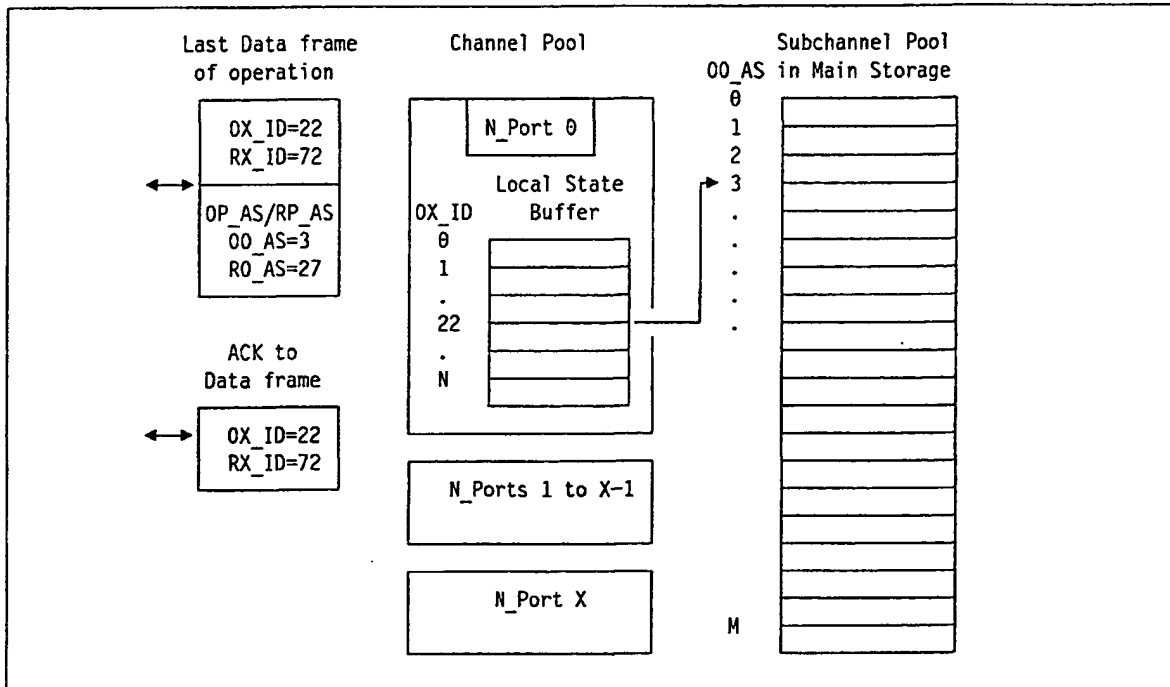 Last Data frame
of operation
OX_ID=22
RX_ID=72
OP_AS/RP_AS
OO_AS=3
RO_AS=27
ACK to
Data frame
OX_ID=22
RX_ID=72
Channel Pool
N_Port 0
Local State
Buffer
OX_ID
0
1
.
22
.
N
N_Ports 1 to X-1
N_Port X
Subchannel Pool
OO_AS in Main Storage
0
1
2
3
.
.
.
.
.
.
M